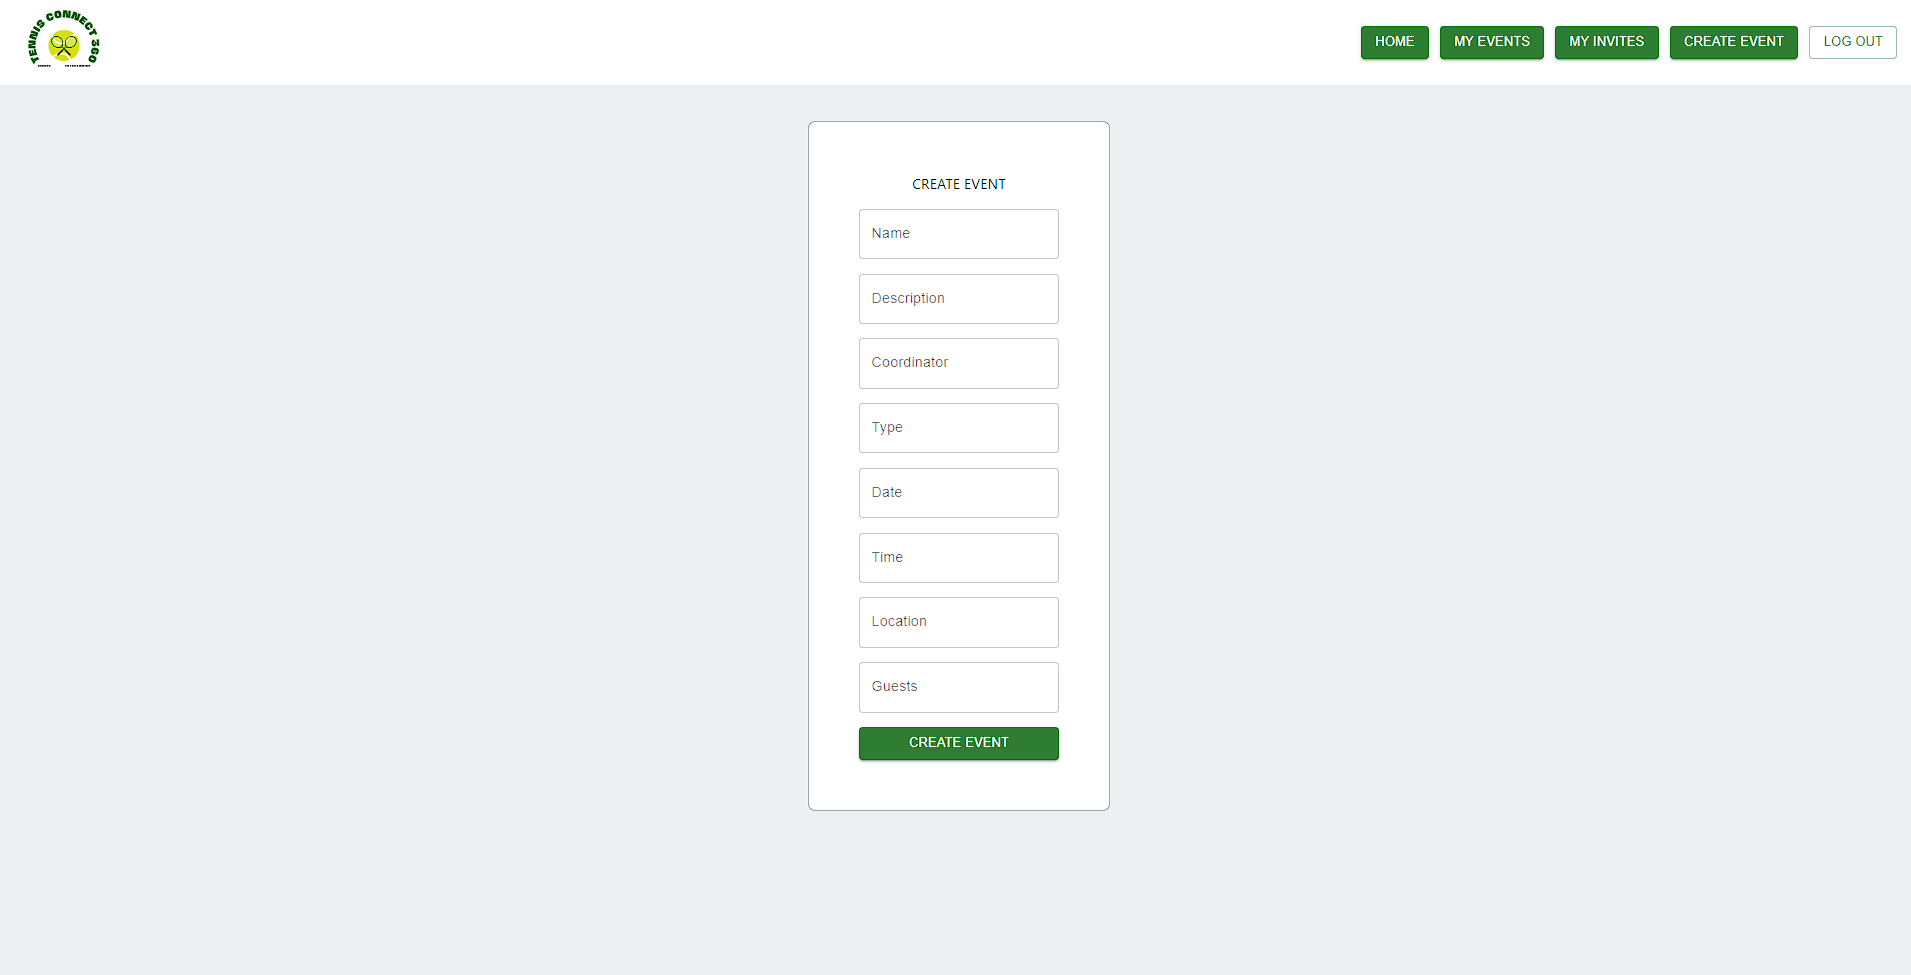 TENNIS CONNECT 360
HOME
MY EVENTS
MY INVITES
CREATE EVENT
LOG OUT
CREATE EVENT
Name
Description
Coordinator
Type
Date
Time
Location
Guests
CREATE EVENT